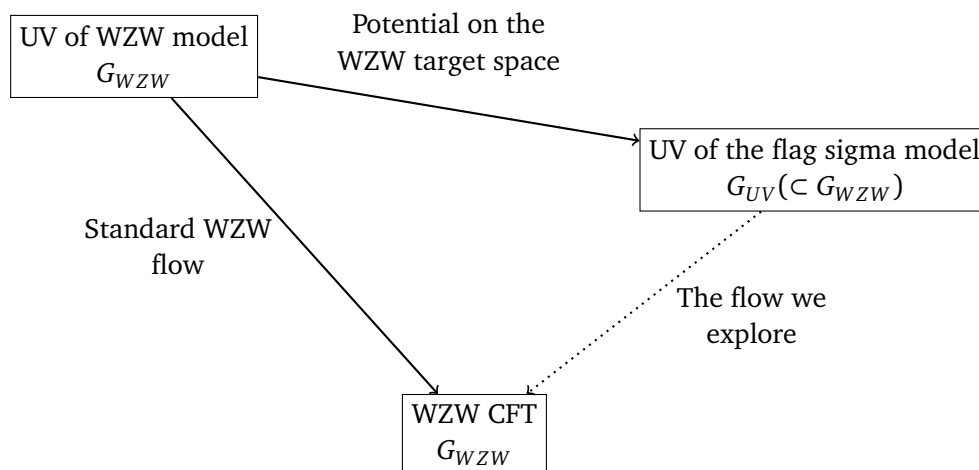 UV of WZW model
G_{WZW}
Potential on the
WZW target space
UV of the flag sigma model
G_{UV}(⊂ G_{WZW})
Standard WZW
flow
The flow we
explore
WZW CFT
G_{WZW}